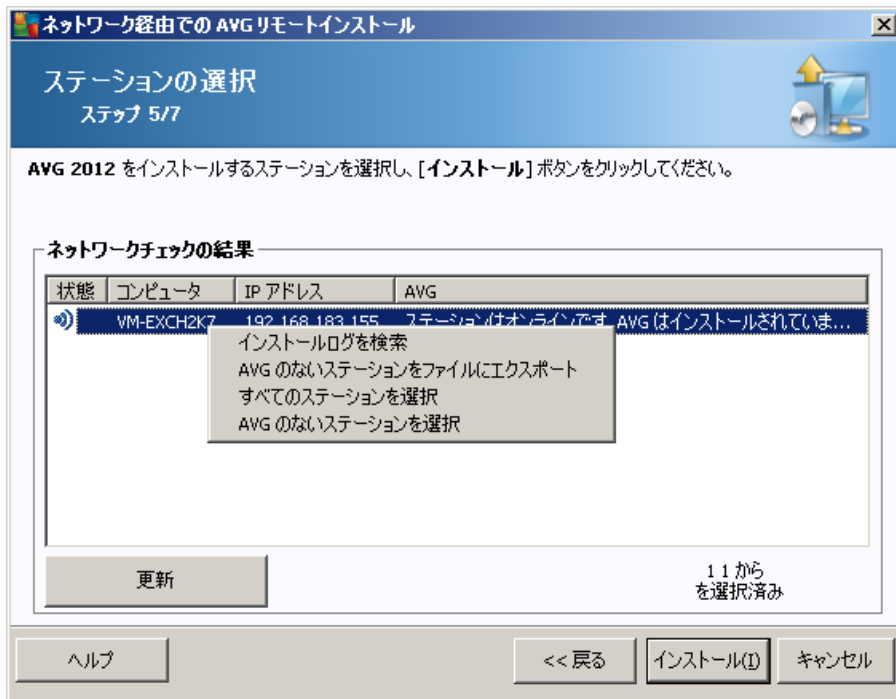 ネットワーク経由での AVG リモートインストール
ステーションの選択
ステップ 5/7
AVG 2012 をインストールするステーションを選択し、[インストール] ボタンをクリックしてください。
ネットワークチェックの結果
状態 コンピュータ IP アドレス AVG
VM-EXCH2K7 192.168.183.155 ステーションはオンラインです。AVG はインストールされていま...
インストールログを検索
AVG のないステーションをファイルにエクスポート
すべてのステーションを選択
AVG のないステーションを選択
更新
1 1 から
を選択済み
ヘルプ
<< 戻る
インストール(I)
キャンセル